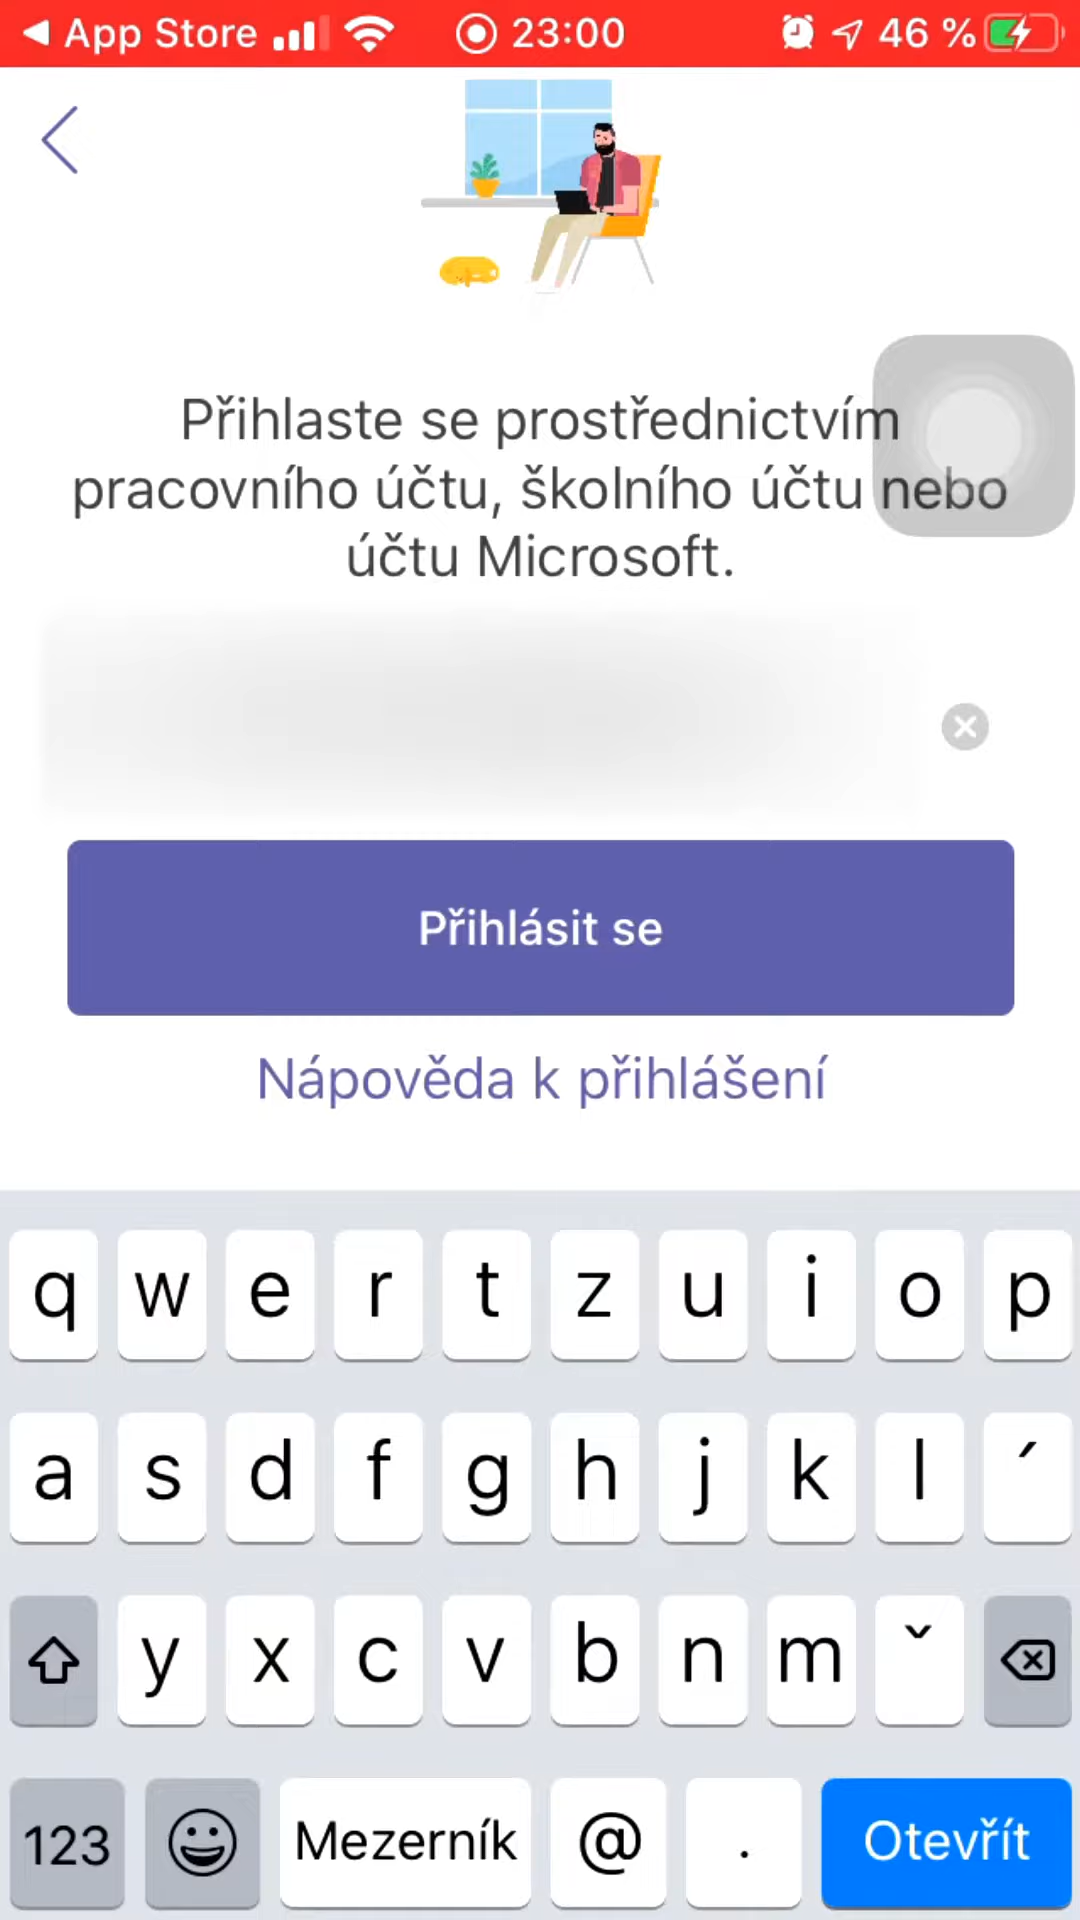 App Store 23:00 46 %
Přihlaste se prostřednictvím
pracovního účtu, školního účtu nebo
účtu Microsoft.
Přihlásit se
Nápověda k přihlášení
q w e r t z u i o p
a s d f g h j k l ´
y x c v b n m ˇ
123 Mezerník @ . Otevřít